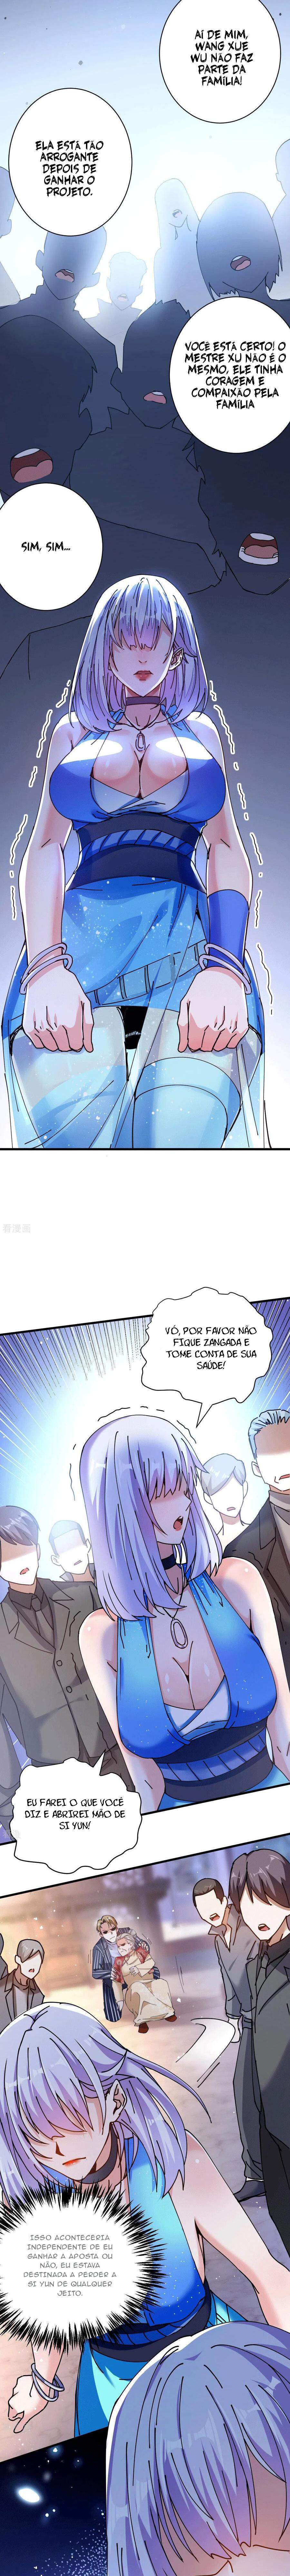 AÍ DE MIM,
WANG XUE
WU NÃO FAZ
PARTE DA
FAMÍLIA!
ELA ESTÁ TÃO
ARROGANTE
DEPOIS DE
GANHAR O
PROJETO.
VOCÊ ESTÁ CERTO! O
MESTRE XU NÃO É O
MESMO, ELE TINHA
CORAGEM E
COMPAIXÃO PELA
FAMÍLIA
SIM, SIM...
VÓ, POR FAVOR NÃO
FIQUE ZANGADA E
TOME CONTA DE SUA
SAÚDE!
EU FAREI O QUE VOCÊ
DIZ E ABRIREI MÃO DE
SI YUN!
ISSO ACONTECERIA
INDEPENDENTE DE EU
GANHAR A APOSTA OU
NÃO, EU ESTAVA
DESTINADA A PERDER A
SI YUN DE QUALQUER
JEITO.